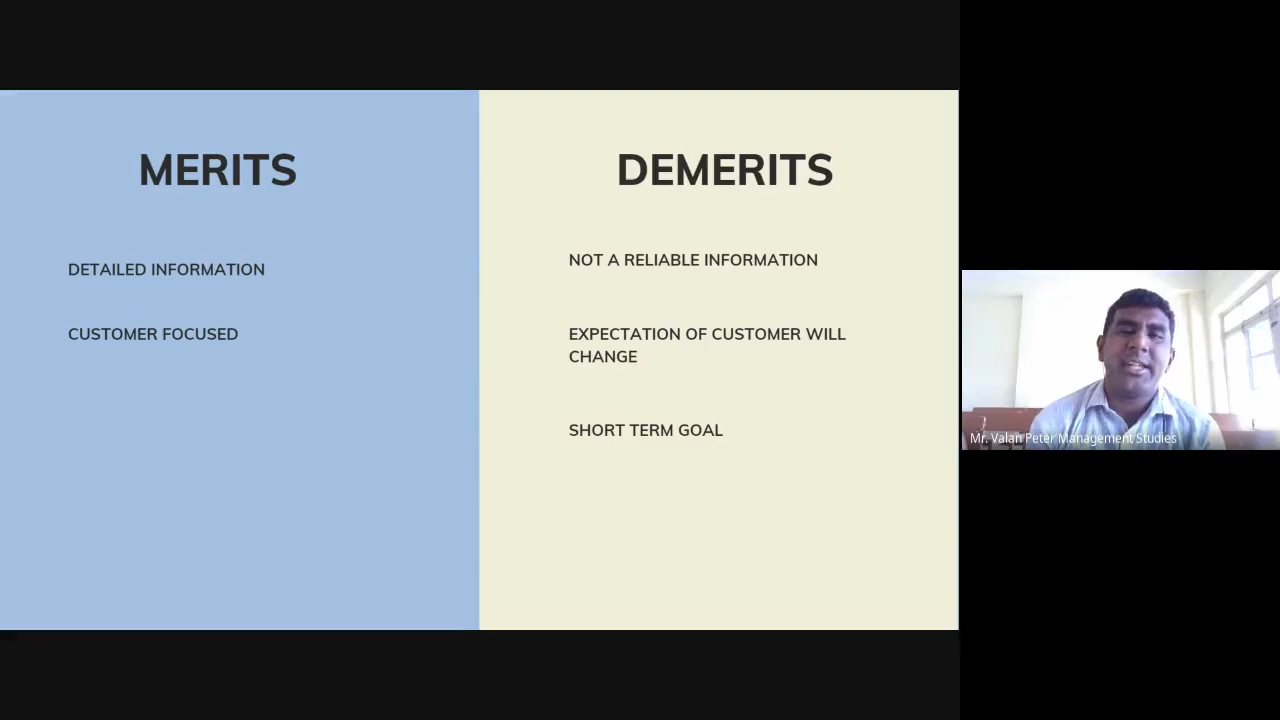 MERITS
DETAILED INFORMATION
CUSTOMER FOCUSED
DEMERITS
NOT A RELIABLE INFORMATION
EXPECTATION OF CUSTOMER WILL
CHANGE
SHORT TERM GOAL
Mr. Valan Peter Management Studies